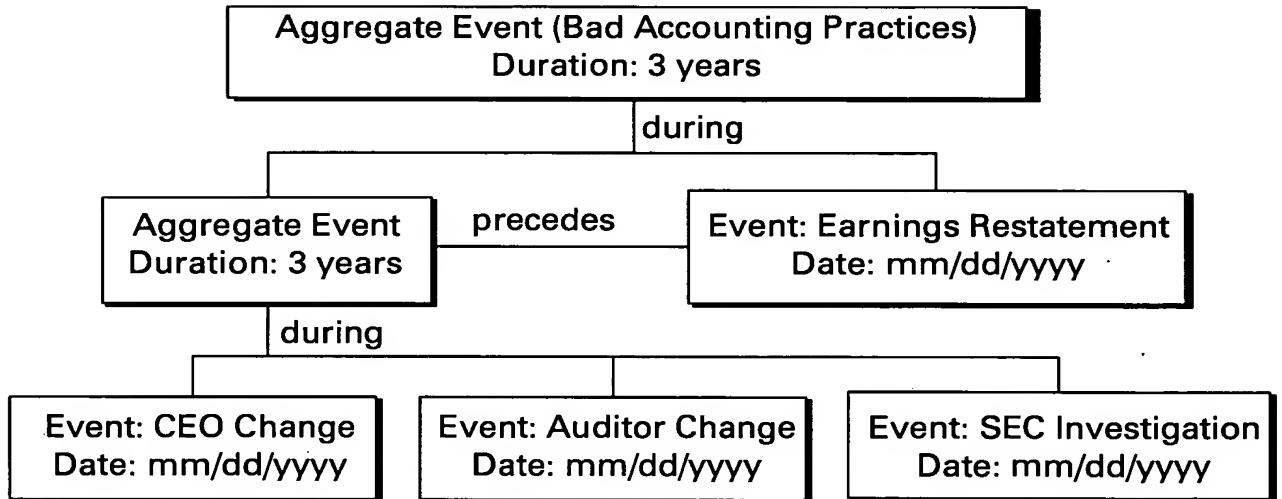 Aggregate Event (Bad Accounting Practices)
Duration: 3 years
during
Aggregate Event
Duration: 3 years
precedes
Event: Earnings Restatement
Date: mm/dd/yyyy
during
Event: CEO Change
Date: mm/dd/yyyy
Event: Auditor Change
Date: mm/dd/yyyy
Event: SEC Investigation
Date: mm/dd/yyyy